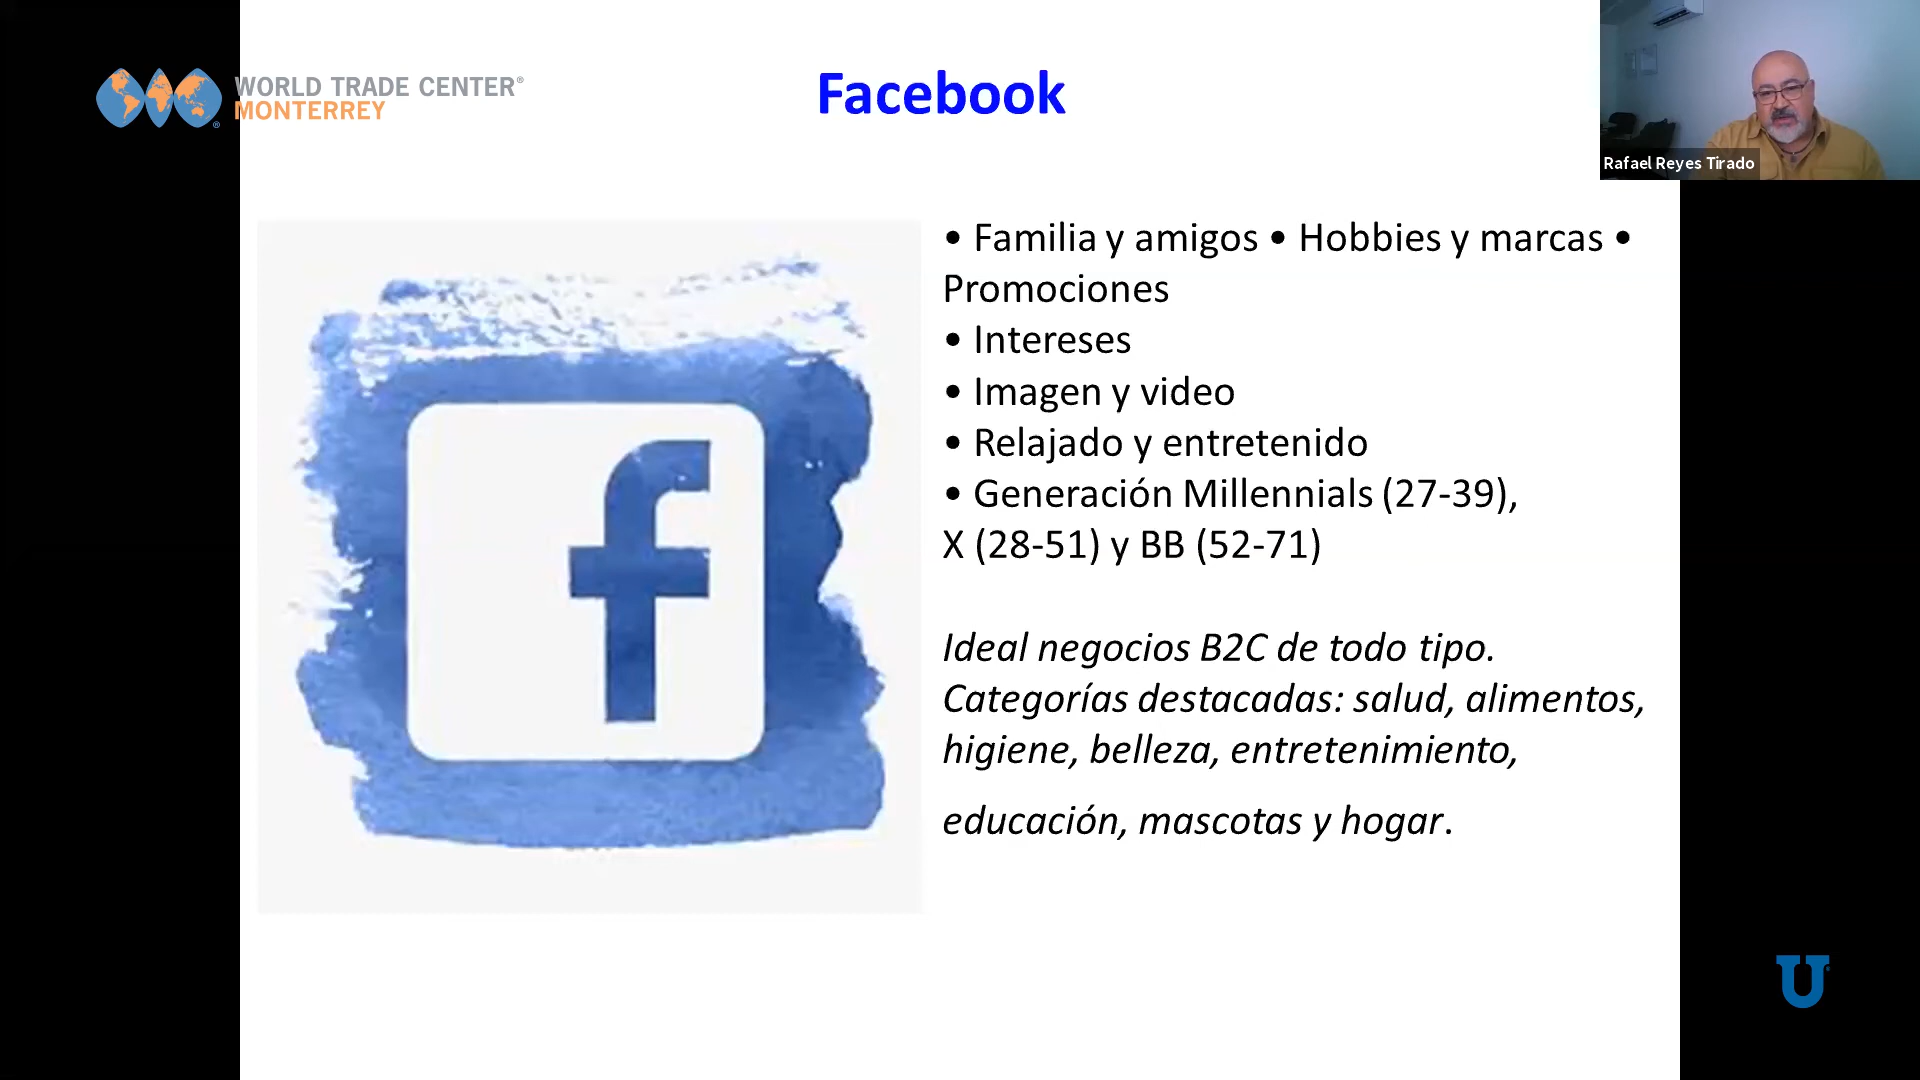 WORLD TRADE CENTER®
MONTERREY
®
Facebook
Rafael Reyes Tirado
• Familia y amigos • Hobbies y marcas •
Promociones
• Intereses
• Imagen y video
• Relajado y entretenido
• Generación Millennials (27-39),
X (28-51) y BB (52-71)
Ideal negocios B2C de todo tipo.
Categorías destacadas: salud, alimentos,
higiene, belleza, entretenimiento,
educación, mascotas y hogar.
f
U